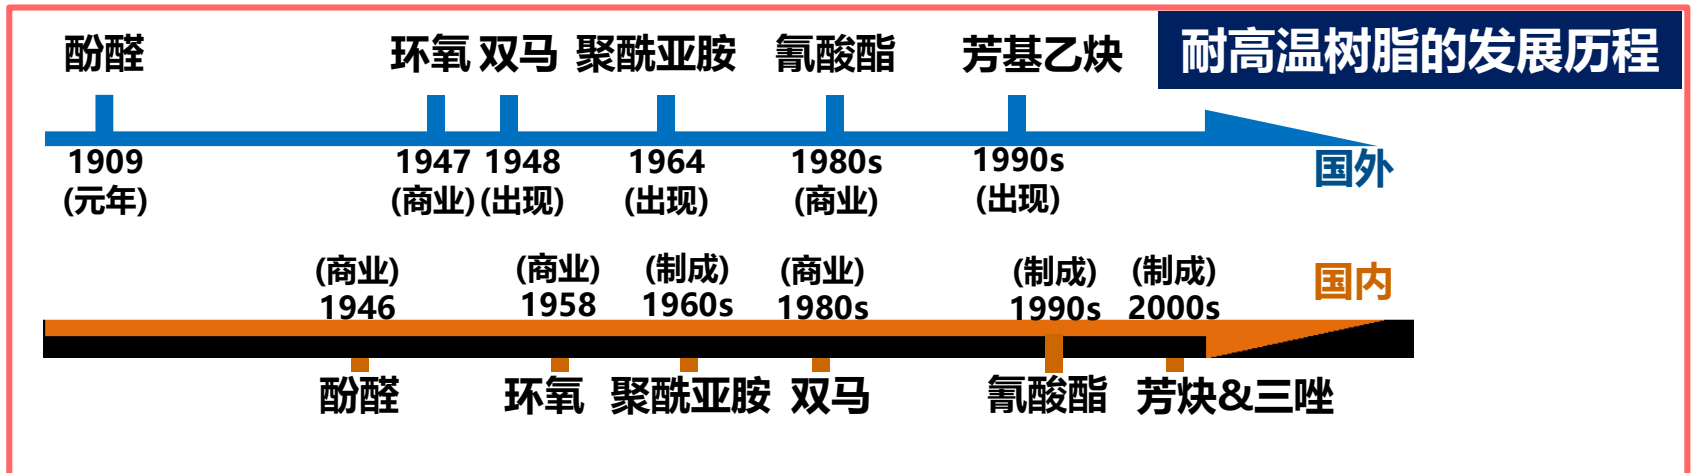 耐高温树脂的发展历程
酚醛 环氧 双马 聚酰亚胺 氰酸酯 芳基乙炔
1909 1947 1948 1964 1980s 1990s
(元年) (商业) (出现) (出现) (商业) (出现)
国外
(商业) (商业) (制成) (商业) (制成) (制成)
1946 1958 1960s 1980s 1990s 2000s
国内
酚醛 环氧 聚酰亚胺 双马 氰酸酯 芳炔&三唑